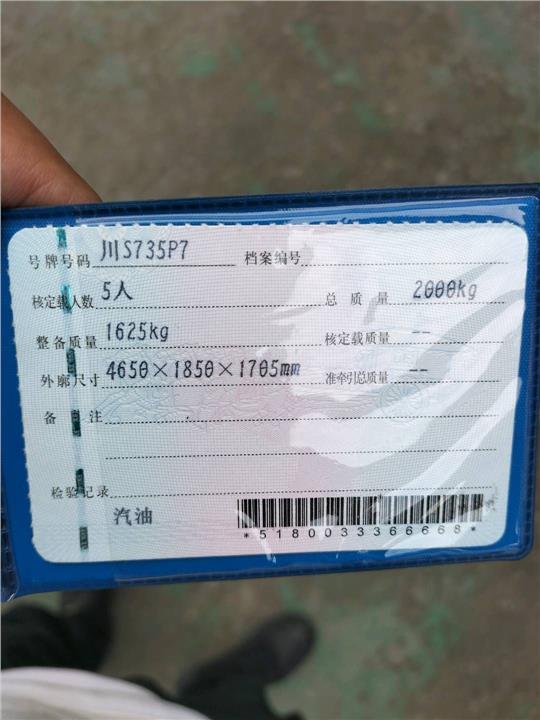 号牌号码 川S735P7 档案编号
核定载人数 5人 总质量 2000kg
整备质量 1625kg 核定载质量 --
外廓尺寸 4650×1850×1705mm 准牵引总质量 --
备注
检验记录
汽油
*5180033366668*